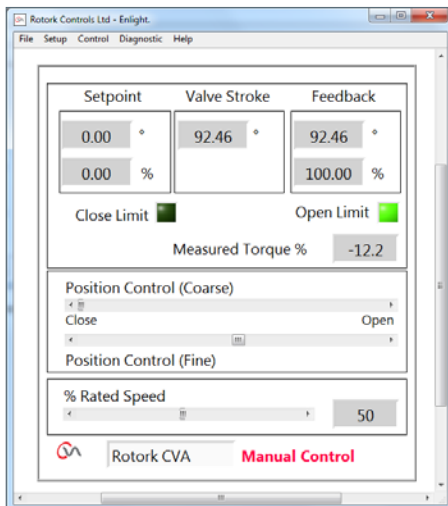 Rotork Controls Ltd - Enlight.
File Setup Control Diagnostic Help
Setpoint Valve Stroke Feedback
0.00 ° 92.46 ° 92.46 °
0.00 % 100.00 %
Close Limit Open Limit
Measured Torque % -12.2
Position Control (Coarse)
Close Open
Position Control (Fine)
% Rated Speed
50
Rotork CVA Manual Control